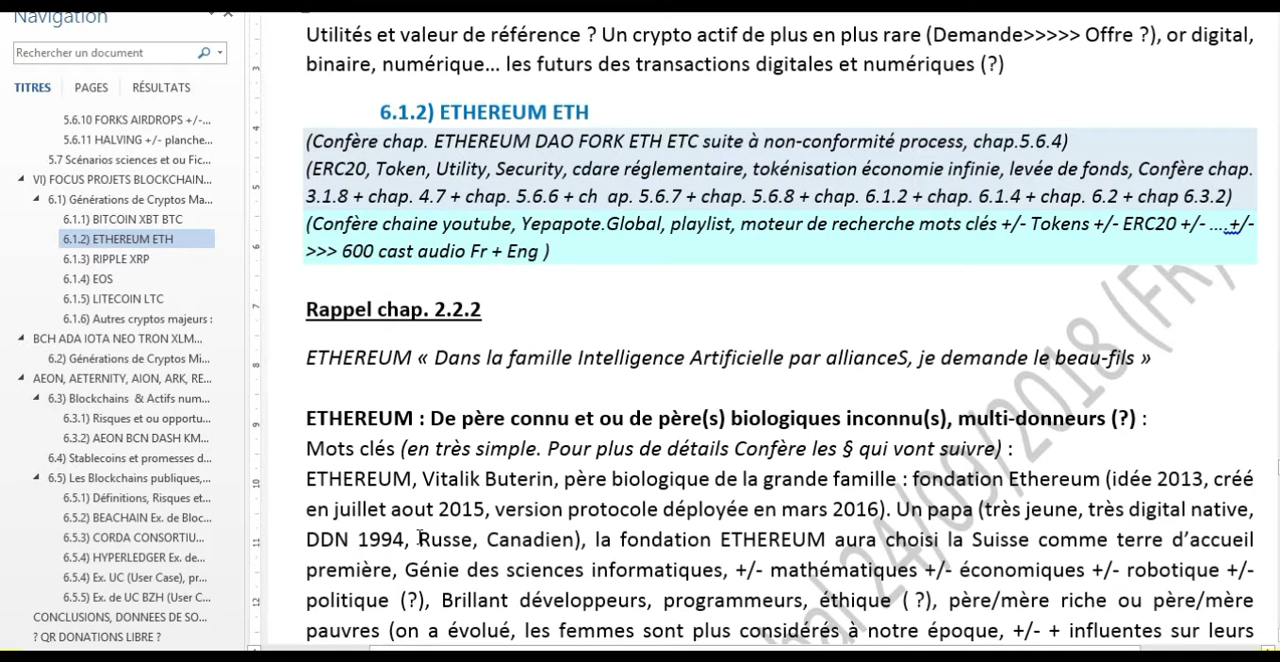 Navigation
Rechercher un document
TITRES PAGES RÉSULTATS
5.6.10 FORKS AIRDROPS +/-...
5.6.11 HALVING +/- planche...
5.7 Scénarios sciences et ou Fic...
VI) FOCUS PROJETS BLOCKCHAIN...
6.1) Générations de Cryptos Ma...
6.1.1) BITCOIN XBT BTC
6.1.2) ETHEREUM ETH
6.1.3) RIPPLE XRP
6.1.4) EOS
6.1.5) LITECOIN LTC
6.1.6) Autres cryptos majeurs :
BCH ADA IOTA NEO TRON XLM...
6.2) Générations de Cryptos Mi...
AEON, AETERNITY, AION, ARK, RE...
6.3) Blockchains & Actifs num...
6.3.1) Risques et ou opportu...
6.3.2) AEON BCN DASH KM...
6.4) Stablecoins et promesses d...
6.5) Les Blockchains publiques,...
6.5.1) Définitions, Risques et...
6.5.2) BEACHAIN Ex. de Bloc...
6.5.3) CORDA CONSORTIU...
6.5.4) HYPERLEDGER Ex. de...
6.5.4) Ex. UC (User Case), pr...
6.5.5) Ex. de UC BZH (User C...
CONCLUSIONS, DONNEES DE SO...
? QR DONATIONS LIBRE ?
Utilités et valeur de référence ? Un crypto actif de plus en plus rare (Demande>>>>> Offre ?), or digital,
binaire, numérique... les futurs des transactions digitales et numériques (?)
6.1.2) ETHEREUM ETH
(Confère chap. ETHEREUM DAO FORK ETH ETC suite à non-conformité process, chap.5.6.4)
(ERC20, Token, Utility, Security, cdare réglementaire, tokénisation économie infinie, levée de fonds, Confère chap.
3.1.8 + chap. 4.7 + chap. 5.6.6 + ch ap. 5.6.7 + chap. 5.6.8 + chap. 6.1.2 + chap. 6.1.4 + chap. 6.2 + chap 6.3.2)
(Confère chaine youtube, Yepapote.Global, playlist, moteur de recherche mots clés +/- Tokens +/- ERC20 +/- ....+/-
>>> 600 cast audio Fr + Eng )
Rappel chap. 2.2.2
ETHEREUM « Dans la famille Intelligence Artificielle par allianceS, je demande le beau-fils »
ETHEREUM : De père connu et ou de père(s) biologiques inconnu(s), multi-donneurs (?) :
Mots clés (en très simple. Pour plus de détails Confère les § qui vont suivre) :
ETHEREUM, Vitalik Buterin, père biologique de la grande famille : fondation Ethereum (idée 2013, créé
en juillet aout 2015, version protocole déployée en mars 2016). Un papa (très jeune, très digital native,
DDN 1994, Russe, Canadien), la fondation ETHEREUM aura choisi la Suisse comme terre d'accueil
première, Génie des sciences informatiques, +/- mathématiques +/- économiques +/- robotique +/-
politique (?), Brillant développeurs, programmeurs, éthique ( ?), père/mère riche ou père/mère
pauvres (on a évolué, les femmes sont plus considérés à notre époque, +/- + influentes sur leurs
24/09/2018 (FR)